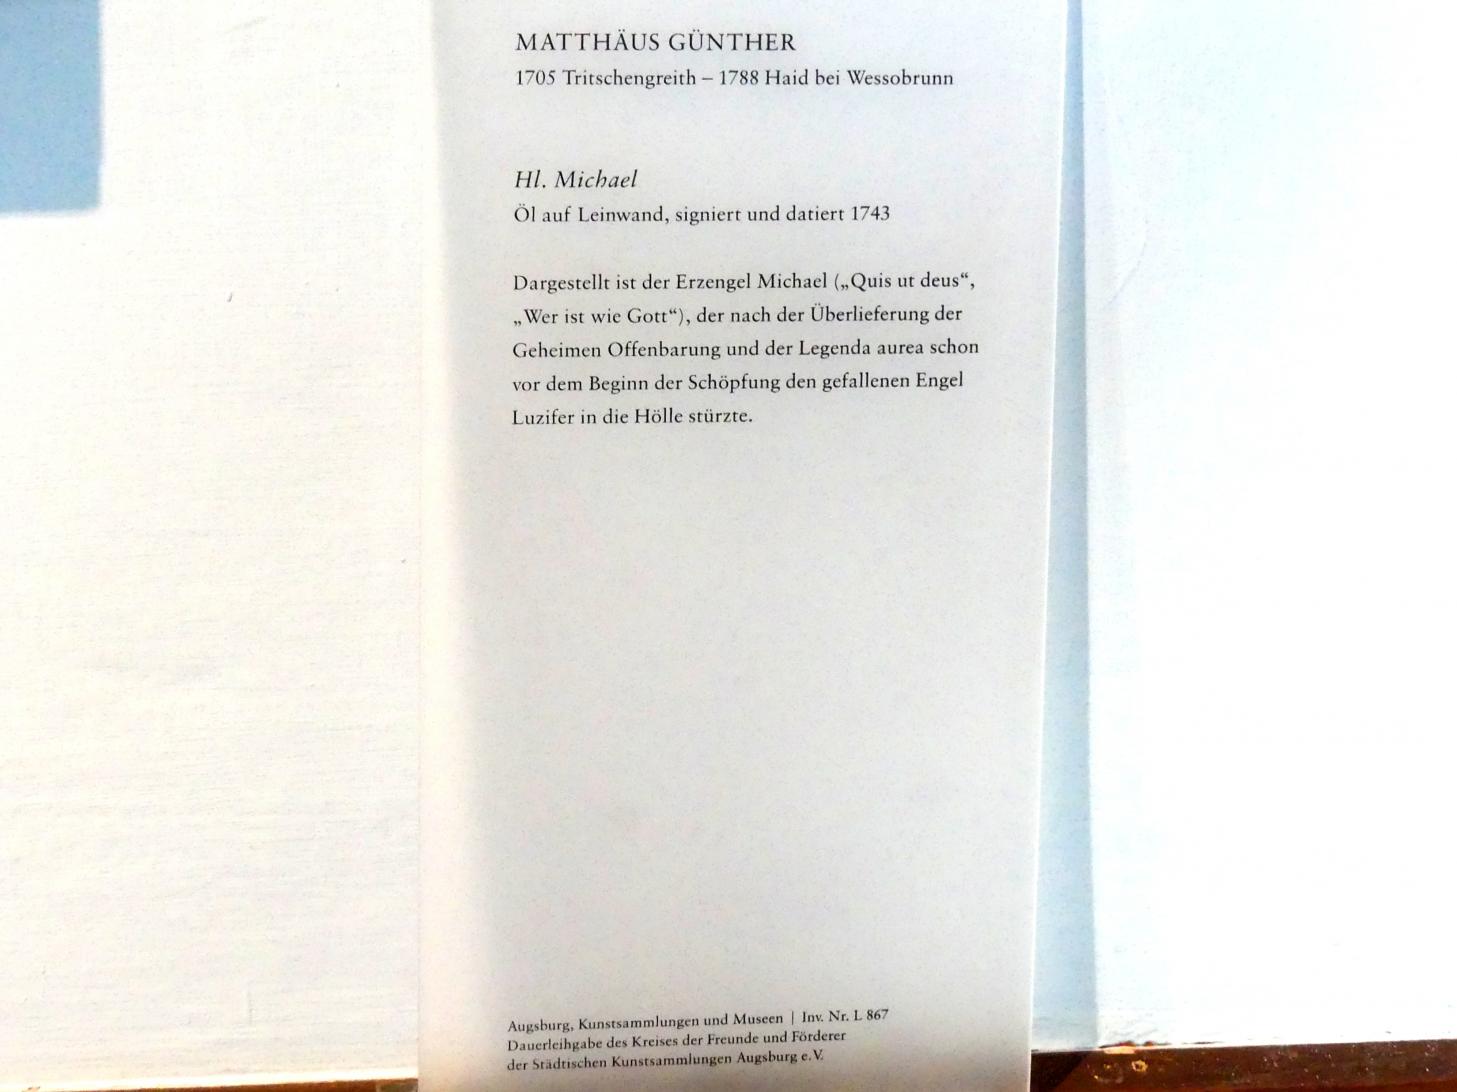 MATTHÄUS GÜNTHER
1705 Tritschengreith – 1788 Haid bei Wessobrunn
Hl. Michael
Öl auf Leinwand, signiert und datiert 1743
Dargestellt ist der Erzengel Michael („Quis ut deus“,
„Wer ist wie Gott“), der nach der Überlieferung der
Geheimen Offenbarung und der Legenda aurea schon
vor dem Beginn der Schöpfung den gefallenen Engel
Luzifer in die Hölle stürzte.
Augsburg, Kunstsammlungen und Museen | Inv. Nr. L 867
Dauerleihgabe des Kreises der Freunde und Förderer
der Städtischen Kunstsammlungen Augsburg e.V.